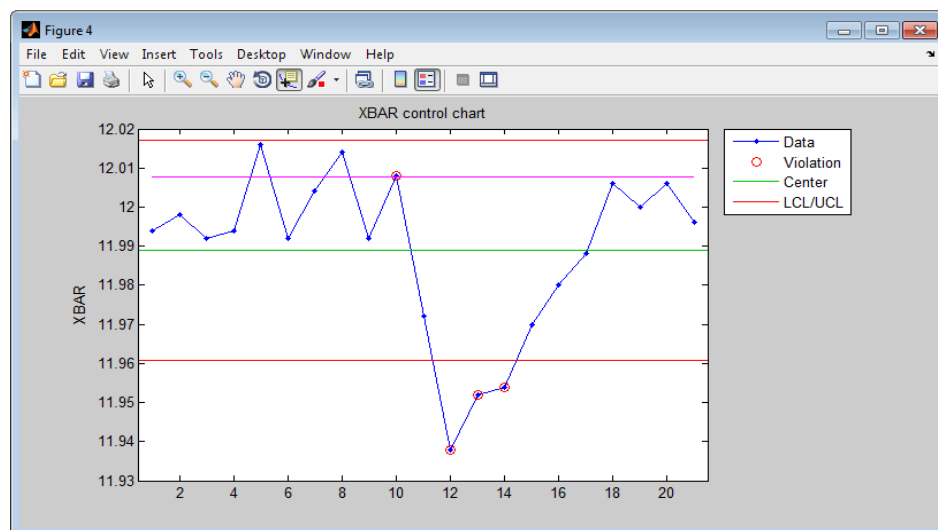 Figure 4
File Edit View Insert Tools Desktop Window Help
XBAR control chart
12.02
12.01
12
11.99
11.98
11.97
11.96
11.95
11.94
11.93
XBAR
2 4 6 8 10 12 14 16 18 20
Data
Violation
Center
LCL/UCL